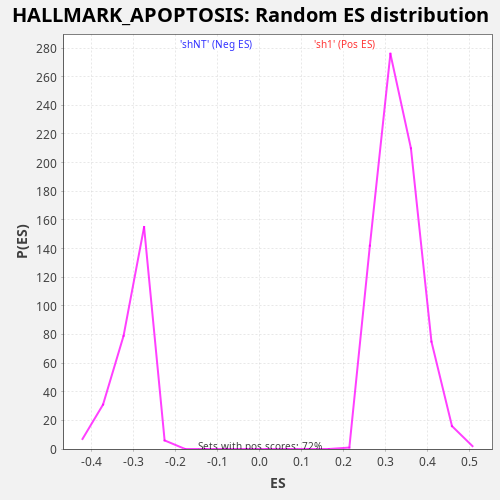 HALLMARK_APOPTOSIS: Random ES distribution
'shNT' (Neg ES)
'sh1' (Pos ES)
280
260
240
220
200
180
160
140
120
100
80
60
40
20
0
P(ES)
Sets with pos scores: 72%
-0.4 -0.3 -0.2 -0.1 0.0 0.1 0.2 0.3 0.4 0.5
ES